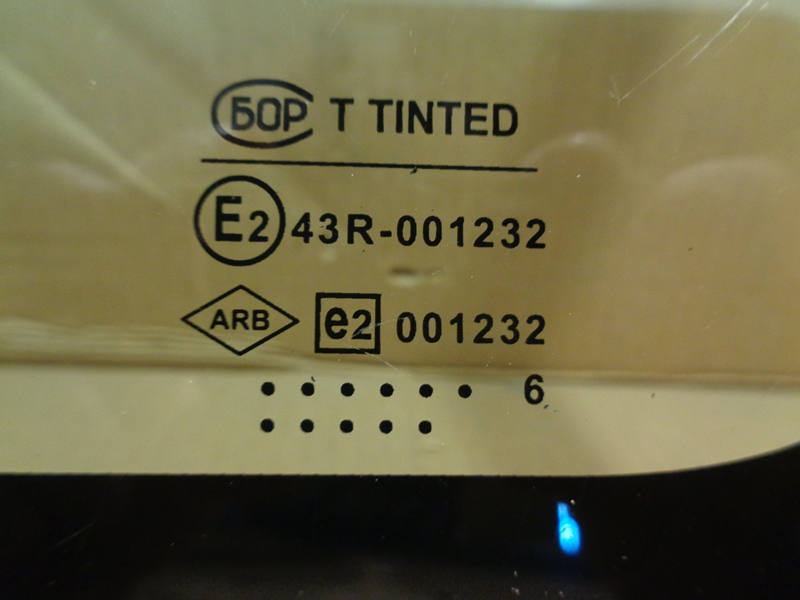 БОР T TINTED
E2 43R-001232
ARB e2 001232
6